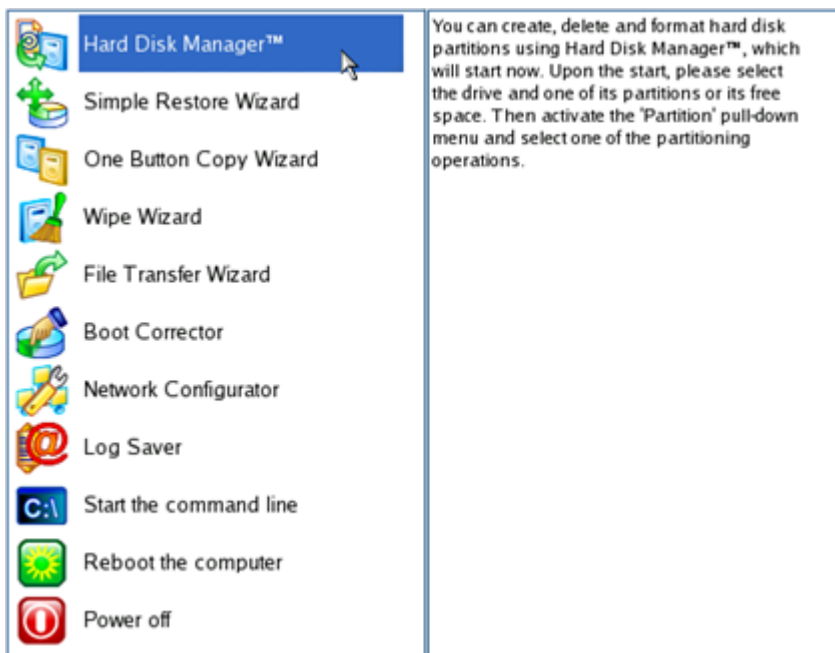 Hard Disk Manager™
Simple Restore Wizard
One Button Copy Wizard
Wipe Wizard
File Transfer Wizard
Boot Corrector
Network Configurator
Log Saver
C:\
Start the command line
Reboot the computer
Power off
You can create, delete and format hard disk
partitions using Hard Disk Manager™, which
will start now. Upon the start, please select
the drive and one of its partitions or its free
space. Then activate the 'Partition' pull-down
menu and select one of the partitioning
operations.